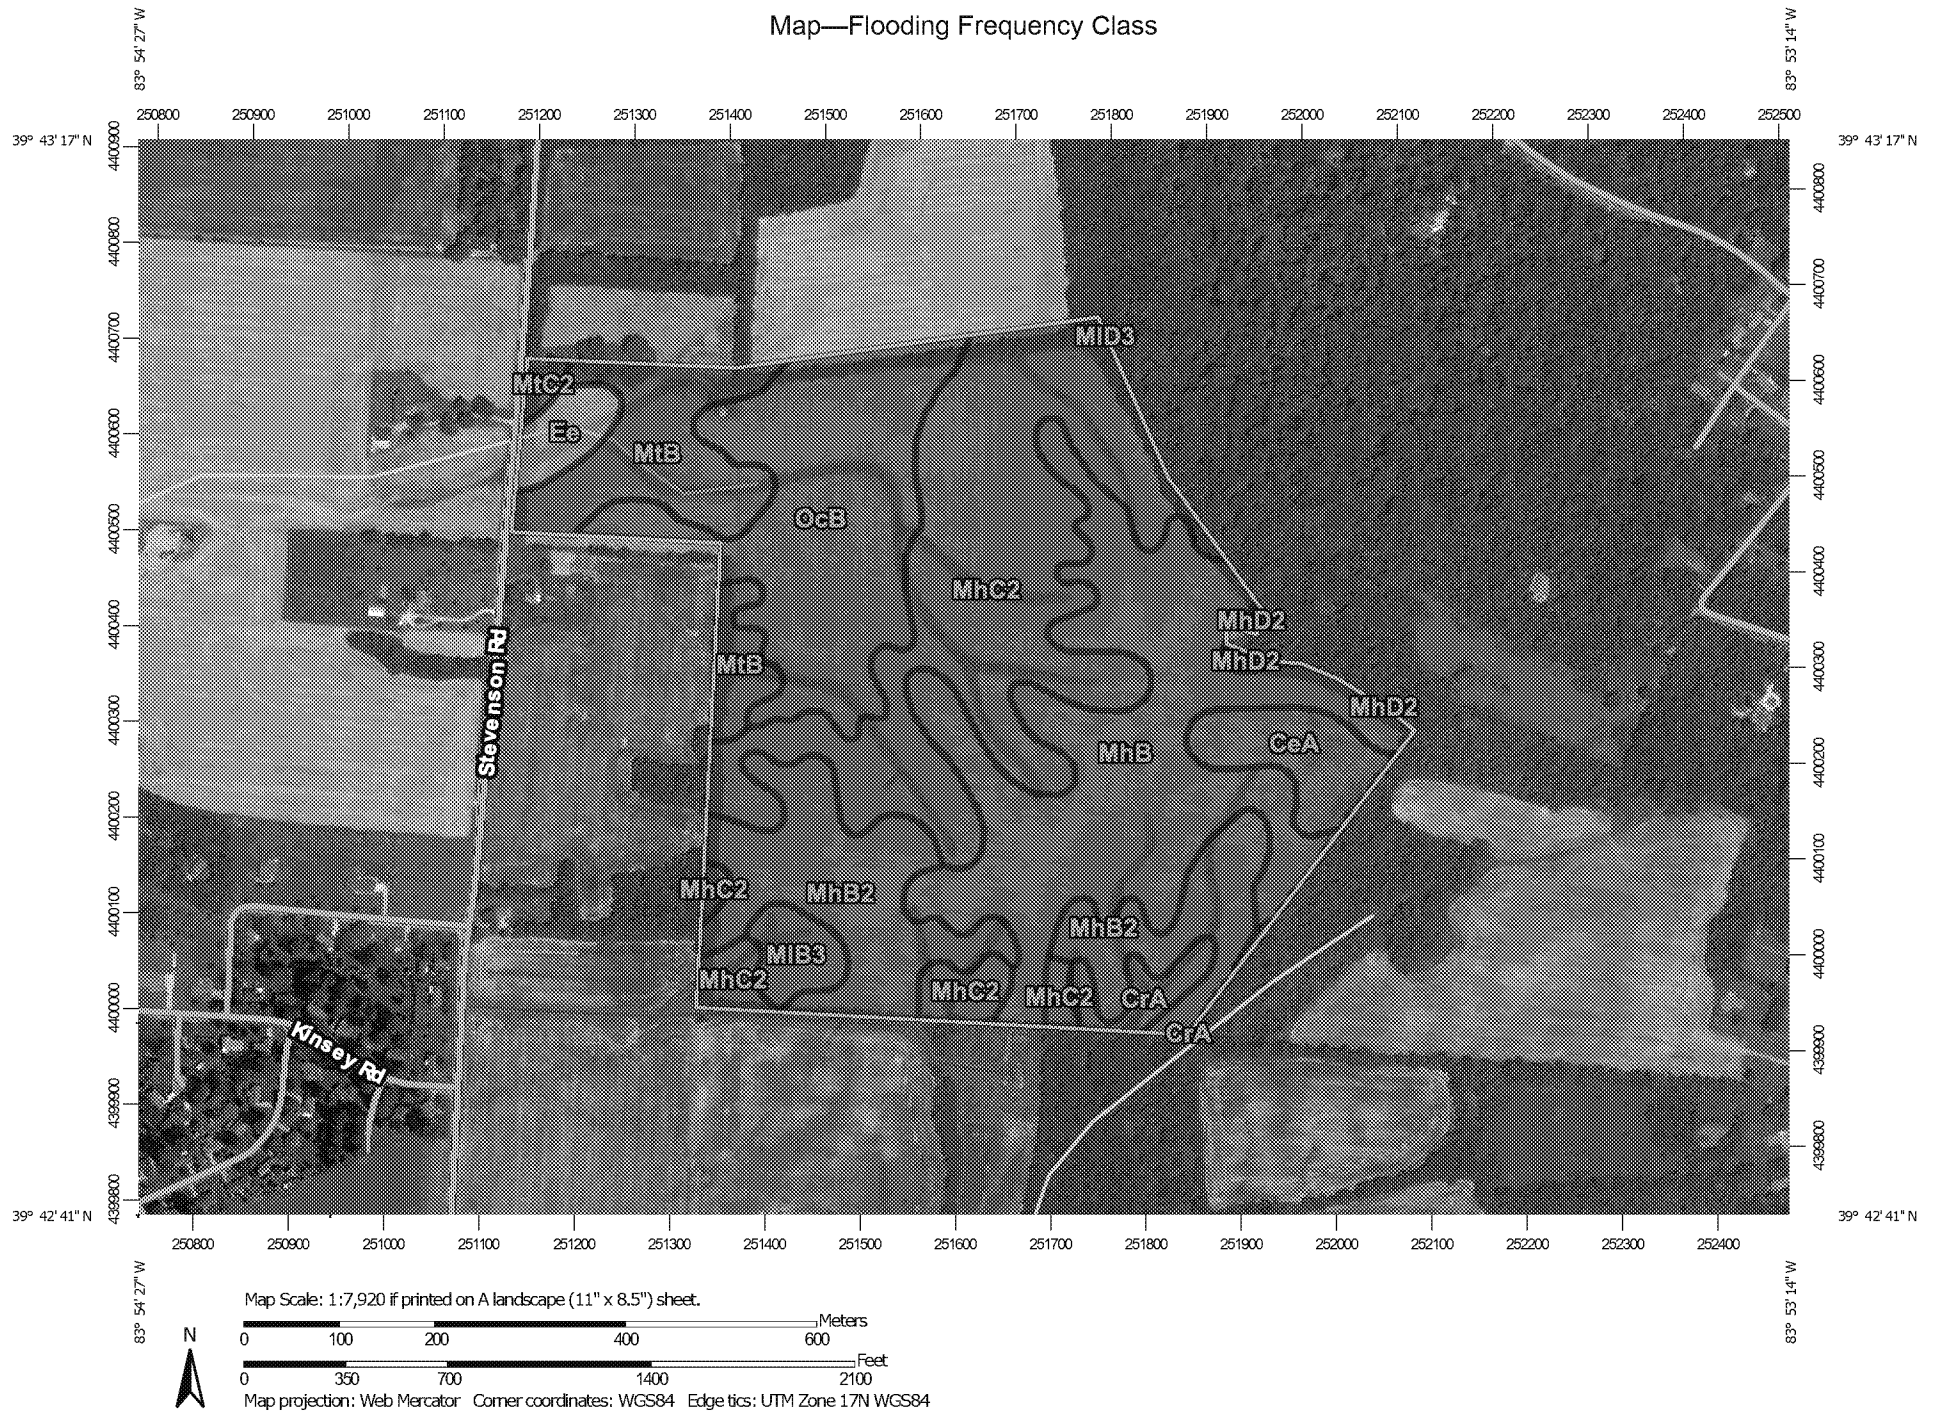 Map—Flooding Frequency Class
83° 54' 27" W
83° 53' 14" W
250800 250900 251000 251100 251200 251300 251400 251500 251600 251700 251800 251900 252000 252100 252200 252300 252400 252500
39° 43' 17" N
39° 43' 17" N
4400900
4400800
4400700
4400600
4400500
4400400
4400300
4400200
4400100
4400000
4399900
4399800
4400800
4400700
4400600
4400500
4400400
4400300
4400200
4400100
4400000
4399900
4399800
MlD3
MtC2
Ee
MtB
OcB
MhC2
MhD2
MhD2
MtB
MhD2
CeA
MhB
Stevenson Rd
MhC2
MhB2
MhB2
MlB3
MhC2
MhC2
MhC2
CrA
CrA
Kinsey Rd
39° 42' 41" N
39° 42' 41" N
250800 250900 251000 251100 251200 251300 251400 251500 251600 251700 251800 251900 252000 252100 252200 252300 252400
83° 54' 27" W
83° 53' 14" W
Map Scale: 1:7,920 if printed on A landscape (11" x 8.5") sheet.
Meters
0 100 200 400 600
N
Feet
0 350 700 1400 2100
Map projection: Web Mercator Corner coordinates: WGS84 Edge tics: UTM Zone 17N WGS84